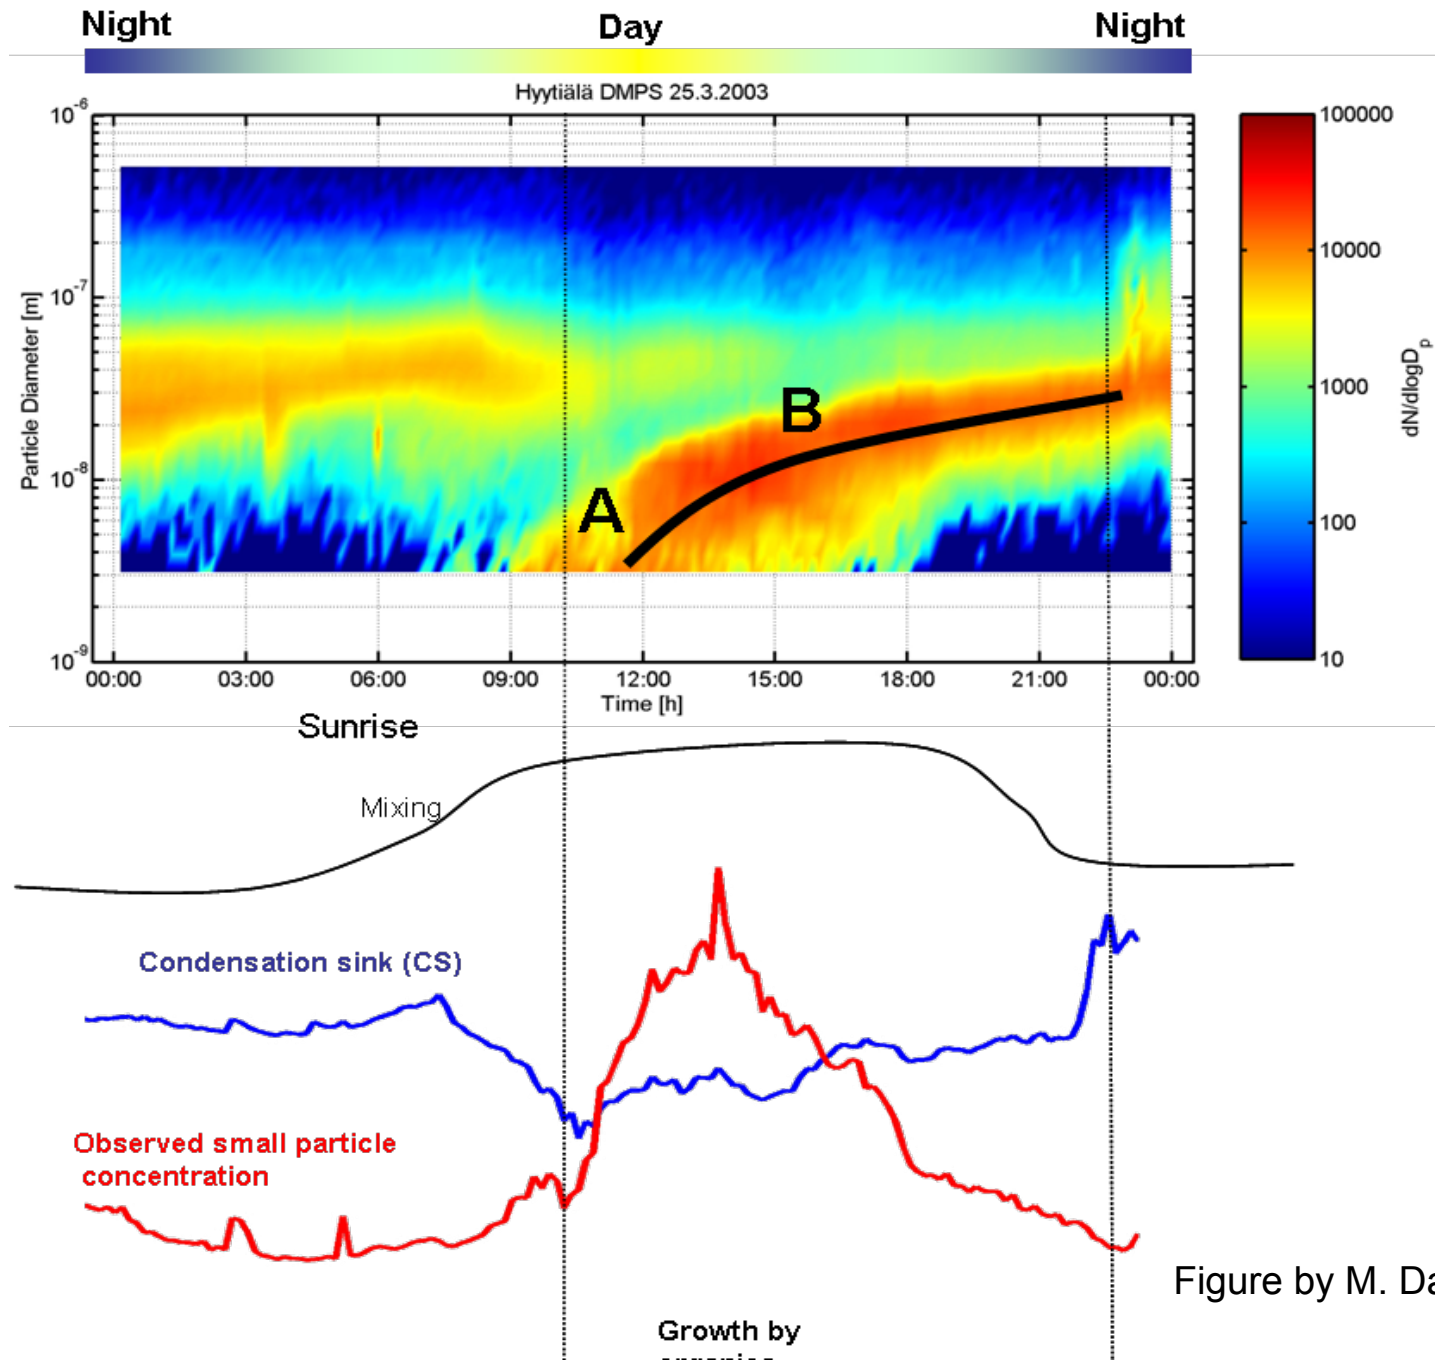 Night Day Night
Hyytiälä DMPS 25.3.2003
10-6
10-7
10-8
10-9
Particle Diameter [m]
A
B
00:00 03:00 06:00 09:00 12:00 15:00 18:00 21:00 00:00
Time [h]
100000
10000
1000
100
10
dN/dlogDp
Sunrise
Mixing
Condensation sink (CS)
Observed small particle
concentration
Figure by M.
Growth by